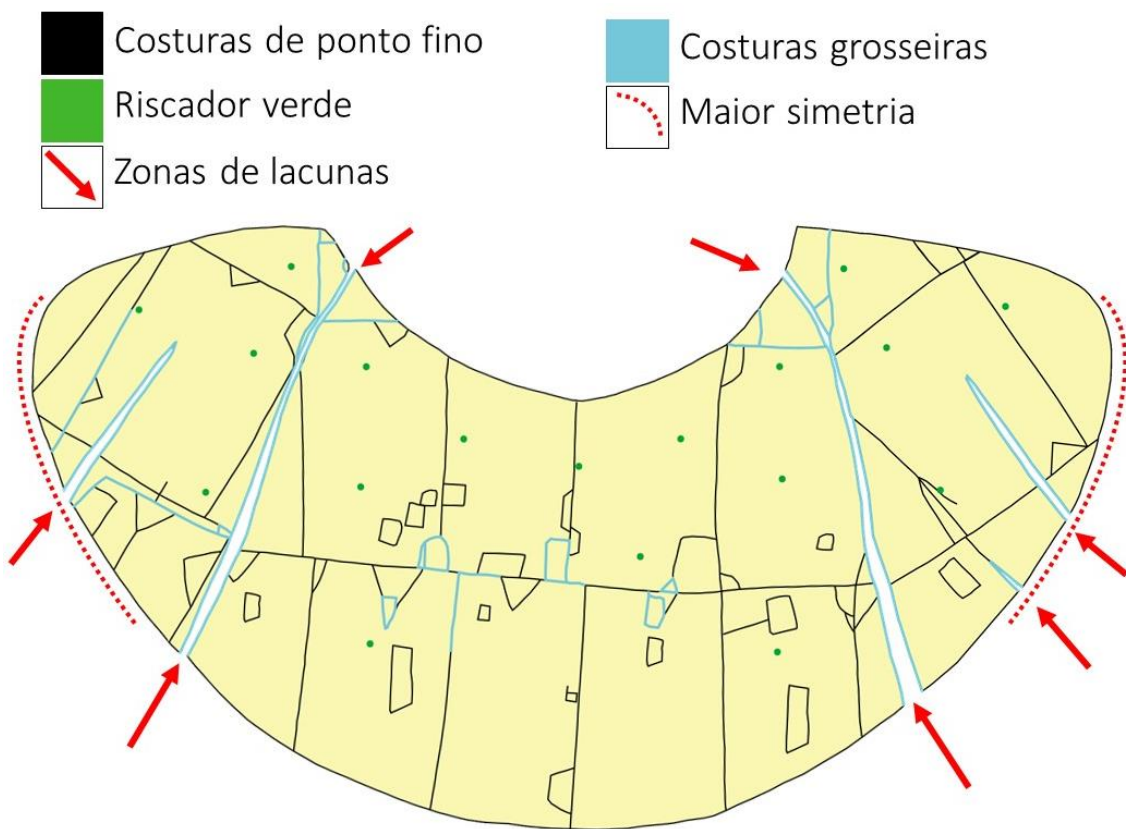 Costuras de ponto fino
Riscador verde
Zonas de lacunas
Costuras grosseiras
Maior simetria